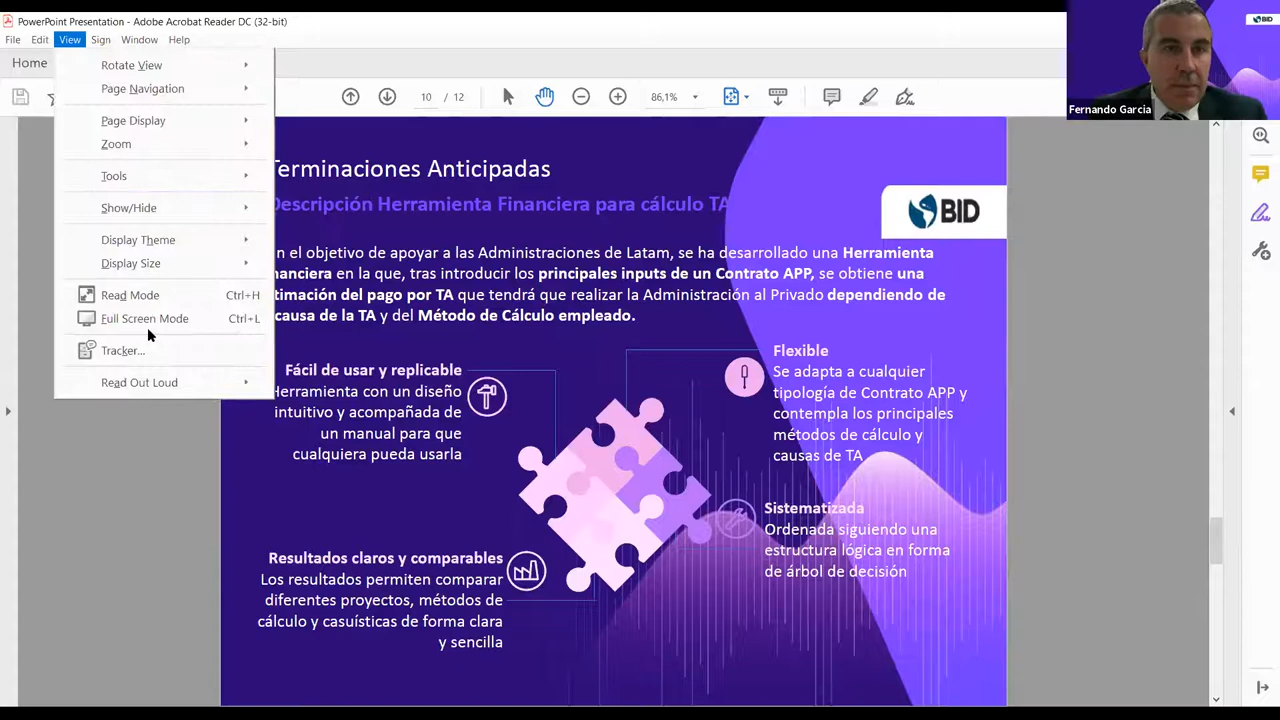 PowerPoint Presentation - Adobe Acrobat Reader DC (32-bit)
File Edit View Sign Window Help
Home
Rotate View
Page Navigation
Page Display
Zoom
Tools
Show/Hide
Display Theme
Display Size
Read Mode Ctrl+H
Full Screen Mode Ctrl+L
Tracker...
Read Out Loud
10 / 12
86,1%
BID
Fernando Garcia
Terminaciones Anticipadas
Descripción Herramienta Financiera para cálculo TA
BID
n el objetivo de apoyar a las Administraciones de Latam, se ha desarrollado una Herramienta
nanciera en la que, tras introducir los principales inputs de un Contrato APP, se obtiene una
timación del pago por TA que tendrá que realizar la Administración al Privado dependiendo de
causa de la TA y del Método de Cálculo empleado.
Fácil de usar y replicable
Herramienta con un diseño
intuitivo y acompañada de
un manual para que
cualquiera pueda usarla
Flexible
Se adapta a cualquier
tipología de Contrato APP y
contempla los principales
métodos de cálculo y
causas de TA
Resultados claros y comparables
Los resultados permiten comparar
diferentes proyectos, métodos de
cálculo y casuísticas de forma clara
y sencilla
Sistematizada
Ordenada siguiendo una
estructura lógica en forma
de árbol de decisión